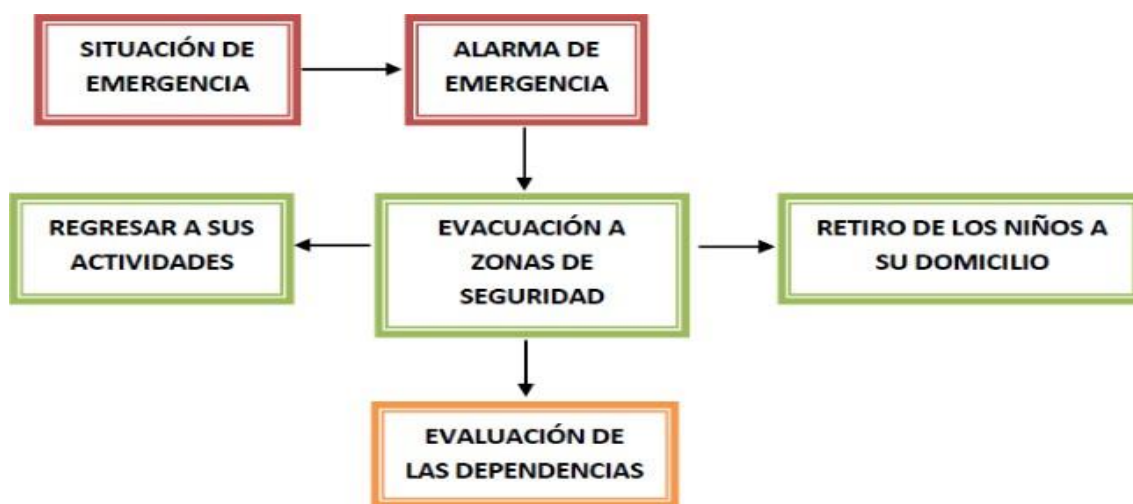 SITUACIÓN DE
EMERGENCIA
ALARMA DE
EMERGENCIA
REGRESAR A SUS
ACTIVIDADES
EVACUACIÓN A
ZONAS DE
SEGURIDAD
RETIRO DE LOS NIÑOS A
SU DOMICILIO
EVALUACIÓN DE
LAS DEPENDENCIAS